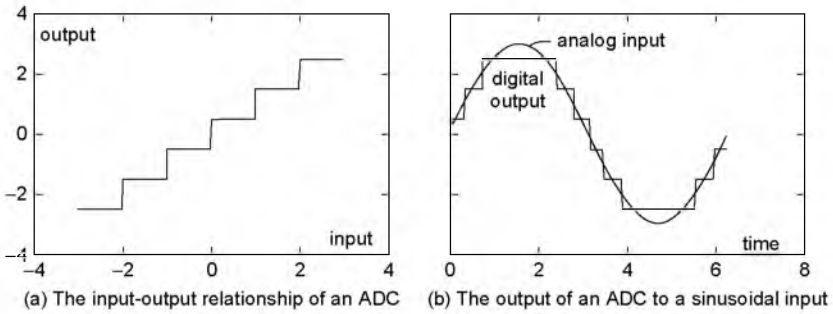 4
2
0
−2
−4
output
input
−4 −2 0 2 4
(a) The input-output relationship of an ADC
analog input
digital
output
time
0 2 4 6 8
(b) The output of an ADC to a sinusoidal input